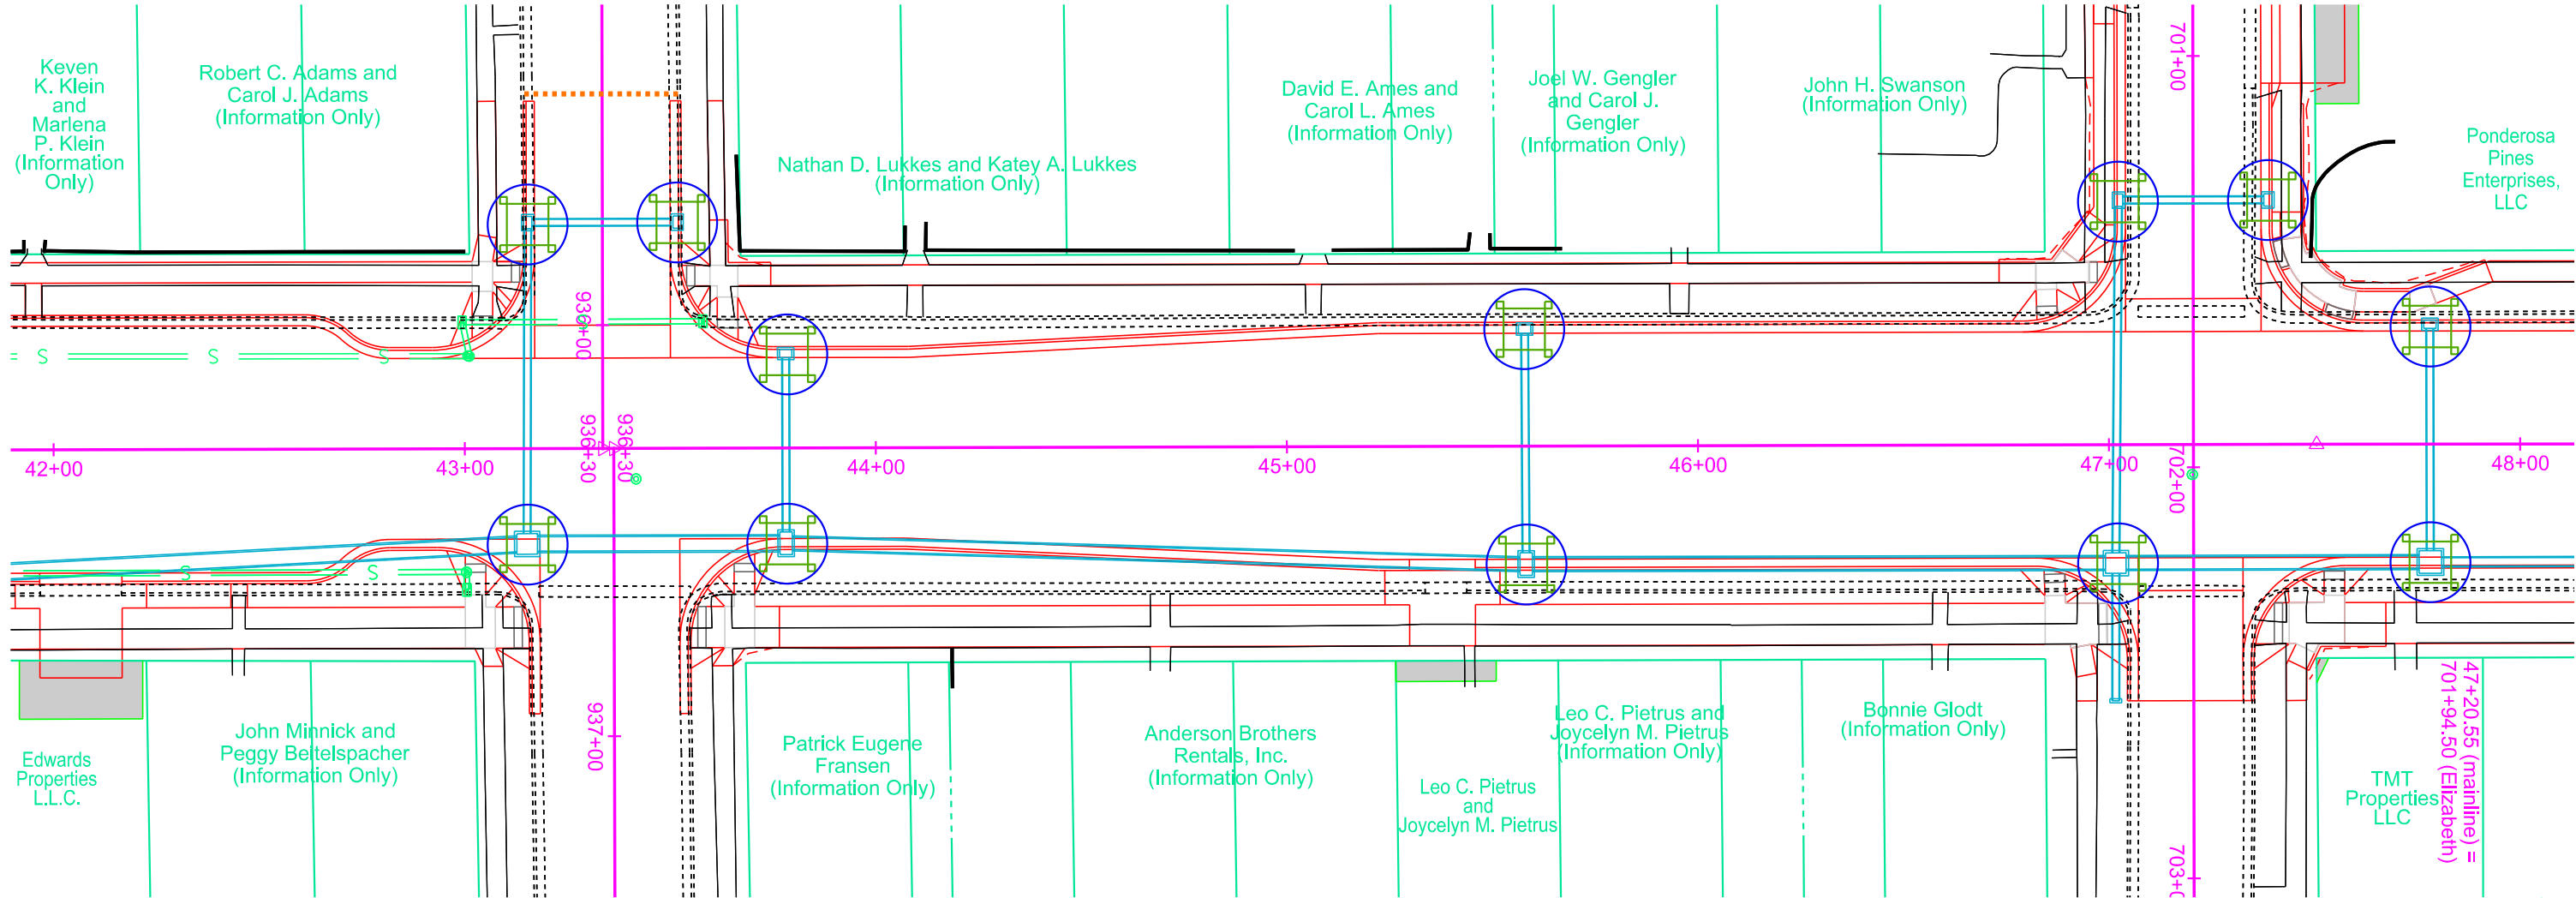 Keven
K. Klein
and
Marlena
P. Klein
(Information
Only)
Robert C. Adams and
Carol J. Adams
(Information Only)
Nathan D. Lukkes and Katey A. Lukkes
(Information Only)
David E. Ames and
Carol L. Ames
(Information Only)
Joel W. Gengler
and Carol J.
Gengler
(Information Only)
John H. Swanson
(Information Only)
701+00
Ponderosa
Pines
Enterprises,
LLC
936+00
S
S
S
S
42+00
43+00
936+30
936+30
44+00
45+00
46+00
47+00
702+00
48+00
S
S
Edwards
Properties
L.L.C.
John Minnick and
Peggy Beitelspacher
(Information Only)
937+00
Patrick Eugene
Fransen
(Information Only)
Anderson Brothers
Rentals, Inc.
(Information Only)
Leo C. Pietrus
and
Joycelyn M. Pietrus
Leo C. Pietrus and
Joycelyn M. Pietrus
(Information Only)
Bonnie Glodt
(Information Only)
703+0
TMT
Properties
LLC
47+20.55 (mainline) =
701+94.50 (Elizabeth)